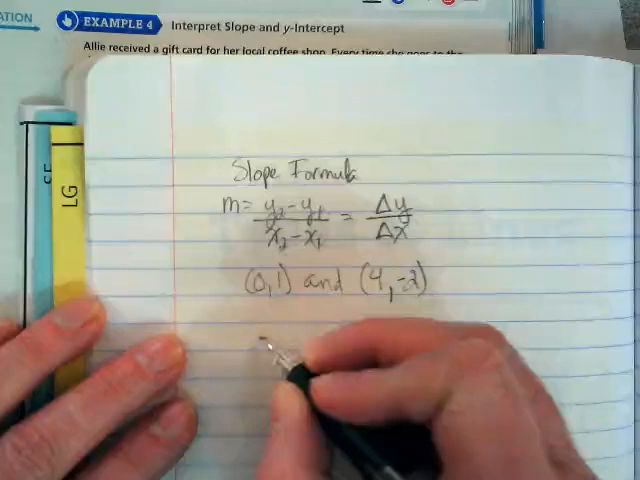 ATION
EXAMPLE 4 Interpret Slope and y-Intercept
Allie received a gift card for her local coffee shop. Every time she goes to the
LG
Slope Formula
m = y₂ - y₁ / x₂ - x₁ = Δy / Δx
(0,1) and (4,-2)